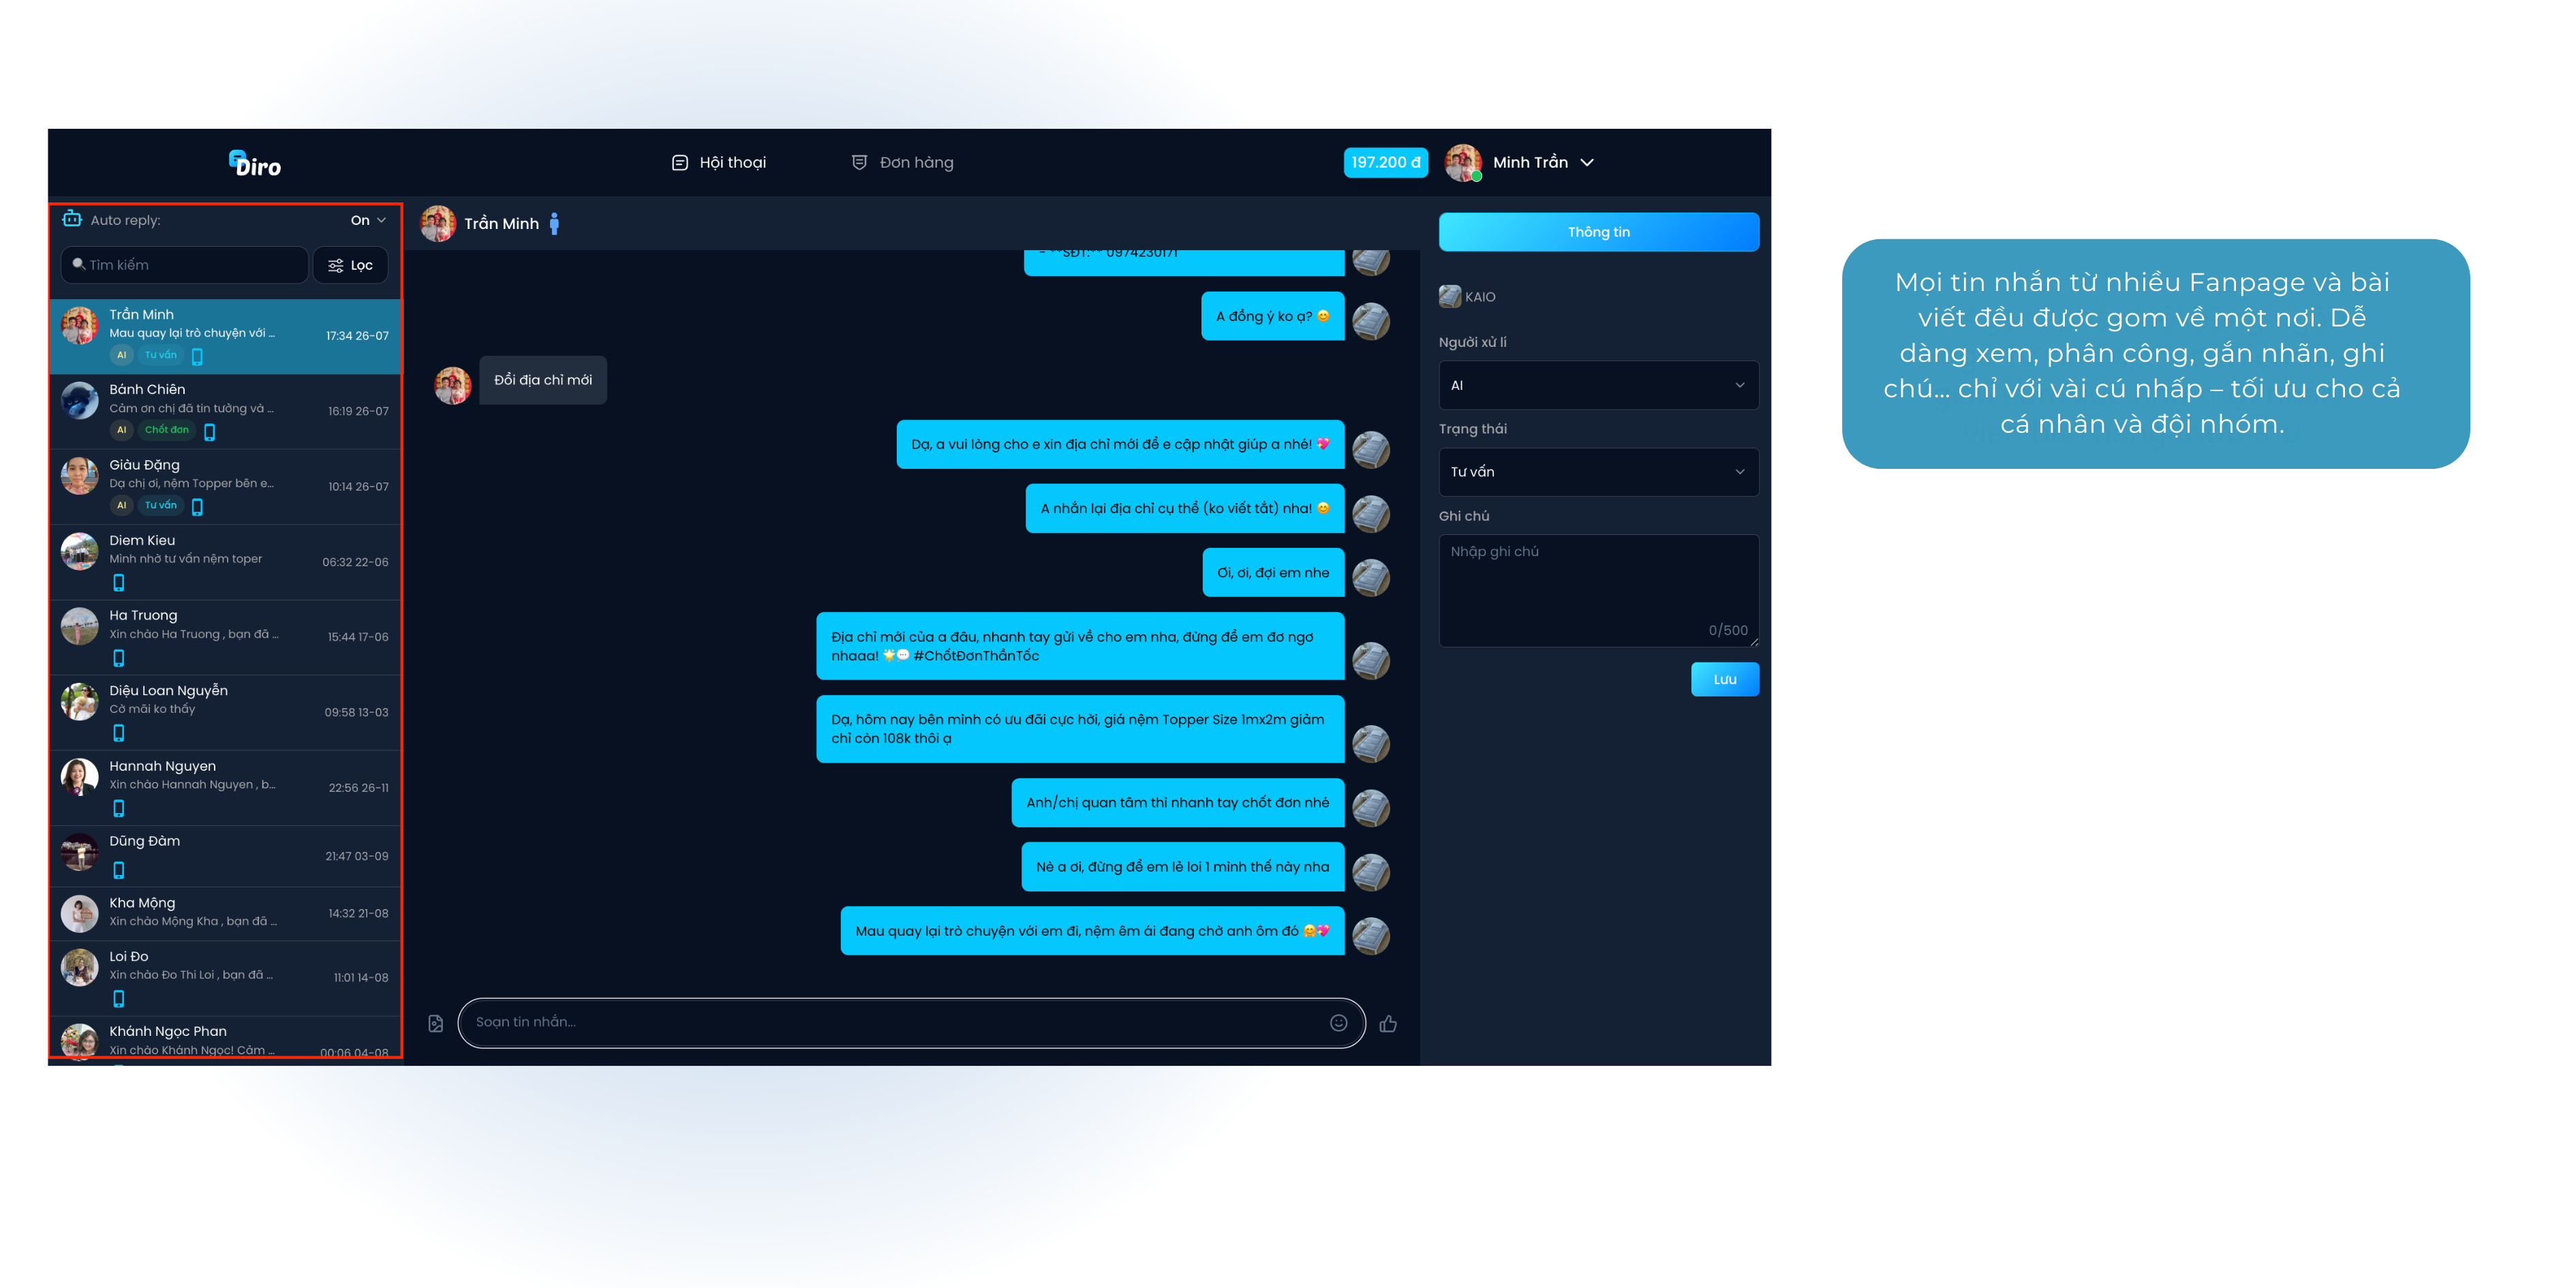 Diro
Hội thoại
Đơn hàng
197.200 đ
Minh Trần
Auto reply:
On
Tìm kiếm
Lọc
Trần Minh
Mau quay lại trò chuyện với ...
17:34 26-07
AI
Tư vấn
Bánh Chiên
Cảm ơn chị đã tin tưởng và ...
16:19 26-07
AI
Chốt đơn
Giàu Đặng
Dạ chị ơi, nệm Topper bên e...
10:14 26-07
AI
Tư vấn
Diem Kieu
Mình nhờ tư vấn nệm toper
06:32 22-06
Ha Truong
Xin chào Ha Truong , bạn đã ...
15:44 17-06
Diệu Loan Nguyễn
Cờ mãi ko thấy
09:58 13-03
Hannah Nguyen
Xin chào Hannah Nguyen , b...
22:56 26-11
Dũng Đàm
21:47 03-09
Kha Mộng
Xin chào Mộng Kha , bạn đã ...
14:32 21-08
Loi Đo
Xin chào Đo Thi Loi , bạn đã ...
11:01 14-08
Khánh Ngọc Phan
Xin chào Khánh Ngọc! Cảm ...
00:06 04-08
Trần Minh
- **SĐT:** 0974230171
A đồng ý ko ạ? 😊
Đổi địa chỉ mới
Dạ, a vui lòng cho e xin địa chỉ mới để e cập nhật giúp a nhé! 💖
A nhắn lại địa chỉ cụ thể (ko viết tắt) nha! 😊
Ơi, ơi, đợi em nhe
Địa chỉ mới của a đâu, nhanh tay gửi về cho em nha, đừng để em đơ ngơ
nhaaa! 🌟💬 #ChốtĐơnThầnTốc
Dạ, hôm nay bên mình có ưu đãi cực hời, giá nệm Topper Size 1mx2m giảm
chỉ còn 108k thôi ạ
Anh/chị quan tâm thì nhanh tay chốt đơn nhé
Nè a ơi, đừng để em lẻ loi 1 mình thế này nha
Mau quay lại trò chuyện với em đi, nệm êm ái đang chờ anh ôm đó 🤗💖
Soạn tin nhắn...
Thông tin
KAIO
Người xử lí
AI
Trạng thái
Tư vấn
Ghi chú
Nhập ghi chú
0/500
Lưu
Mọi tin nhắn từ nhiều Fanpage và bài
viết đều được gom về một nơi. Dễ
dàng xem, phân công, gắn nhãn, ghi
chú... chỉ với vài cú nhấp – tối ưu cho cả
cá nhân và đội nhóm.